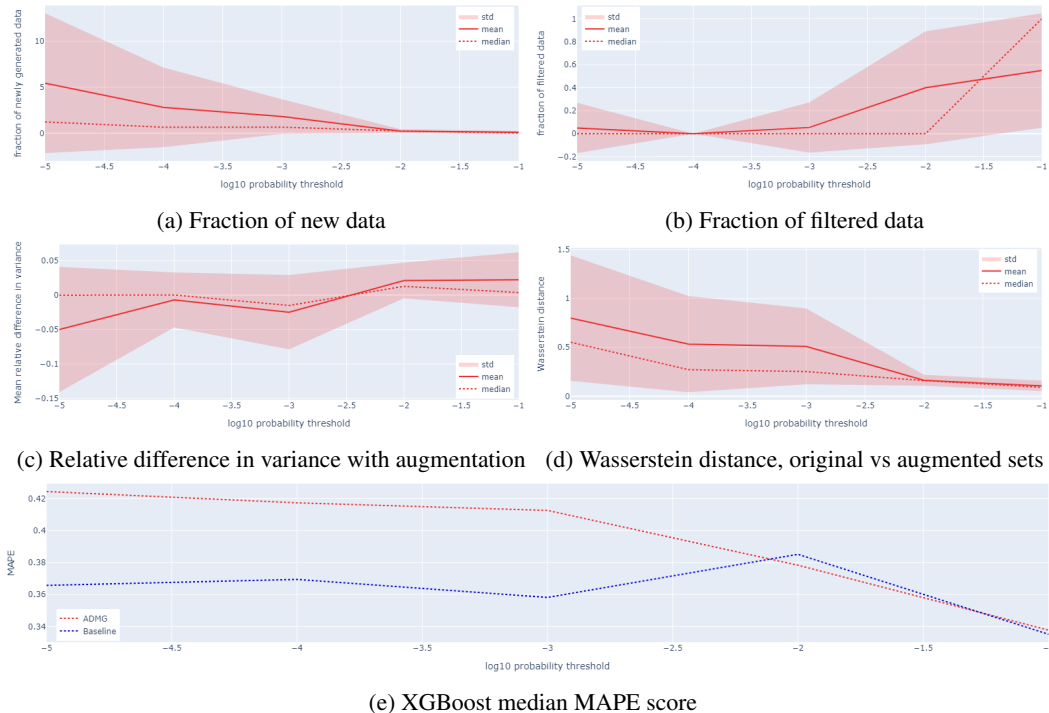 fraction of newly generated data
10
5
0
std
mean
median
−5 −4.5 −4 −3.5 −3 −2.5 −2 −1.5 −1
log10 probability threshold
(a) Fraction of new data
fraction of filtered data
1
0.8
0.6
0.4
0.2
0
−0.2
std
mean
median
−5 −4.5 −4 −3.5 −3 −2.5 −2 −1.5 −1
log10 probability threshold
(b) Fraction of filtered data
Mean relative difference in variance
0.05
0
−0.05
−0.1
−0.15
std
mean
median
−5 −4.5 −4 −3.5 −3 −2.5 −2 −1.5 −1
log10 probability threshold
(c) Relative difference in variance with augmentation
Wasserstein distance
1.5
1
0.5
0
std
mean
median
−5 −4.5 −4 −3.5 −3 −2.5 −2 −1.5 −1
log10 probability threshold
(d) Wasserstein distance, original vs augmented sets
MAPE
0.42
0.4
0.38
0.36
0.34
ADMG
Baseline
−5 −4.5 −4 −3.5 −3 −2.5 −2 −1.5
log10 probability threshold
(e) XGBoost median MAPE score